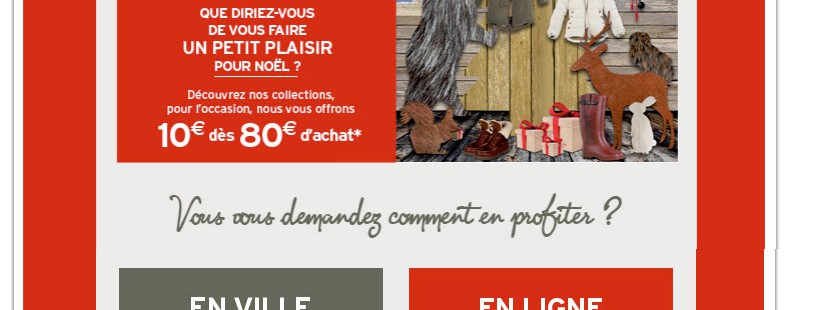 QUE DIRIEZ-VOUS
DE VOUS FAIRE
UN PETIT PLAISIR
POUR NOËL ?
Découvrez nos collections,
pour l'occasion, nous vous offrons
10€ dès 80€ d'achat*
Vous vous demandez comment en profiter ?
EN VILLE
EN LIGNE